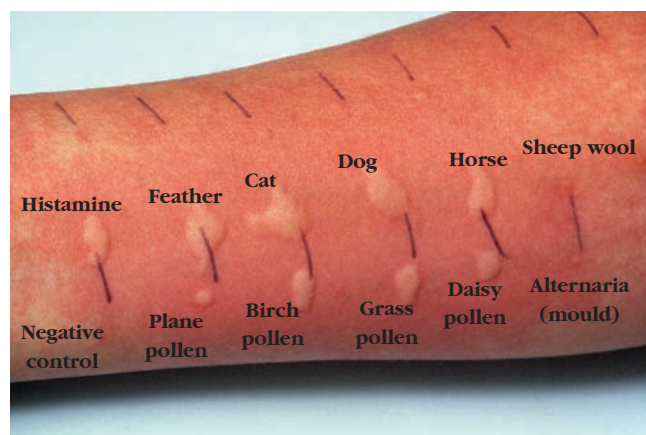 Sheep wool
Horse
Dog
Cat
Feather
Histamine
Negative
control
Plane
pollen
Birch
pollen
Grass
pollen
Daisy
pollen
Alternaria
(mould)